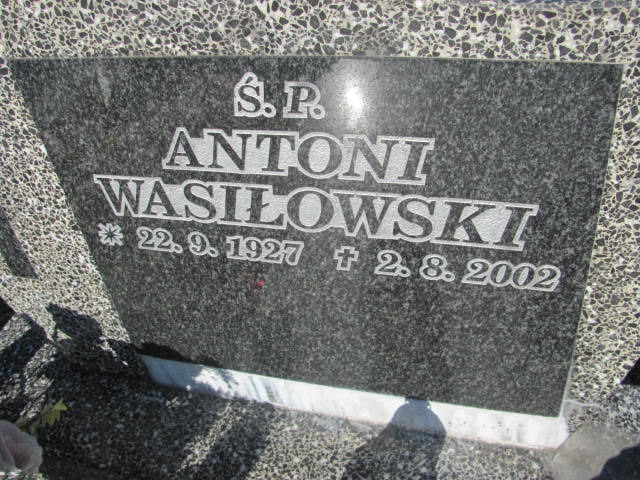 Ś. P.
ANTONI
WASIŁOWSKI
* 22. 9. 1927 ✝ 2. 8. 2002